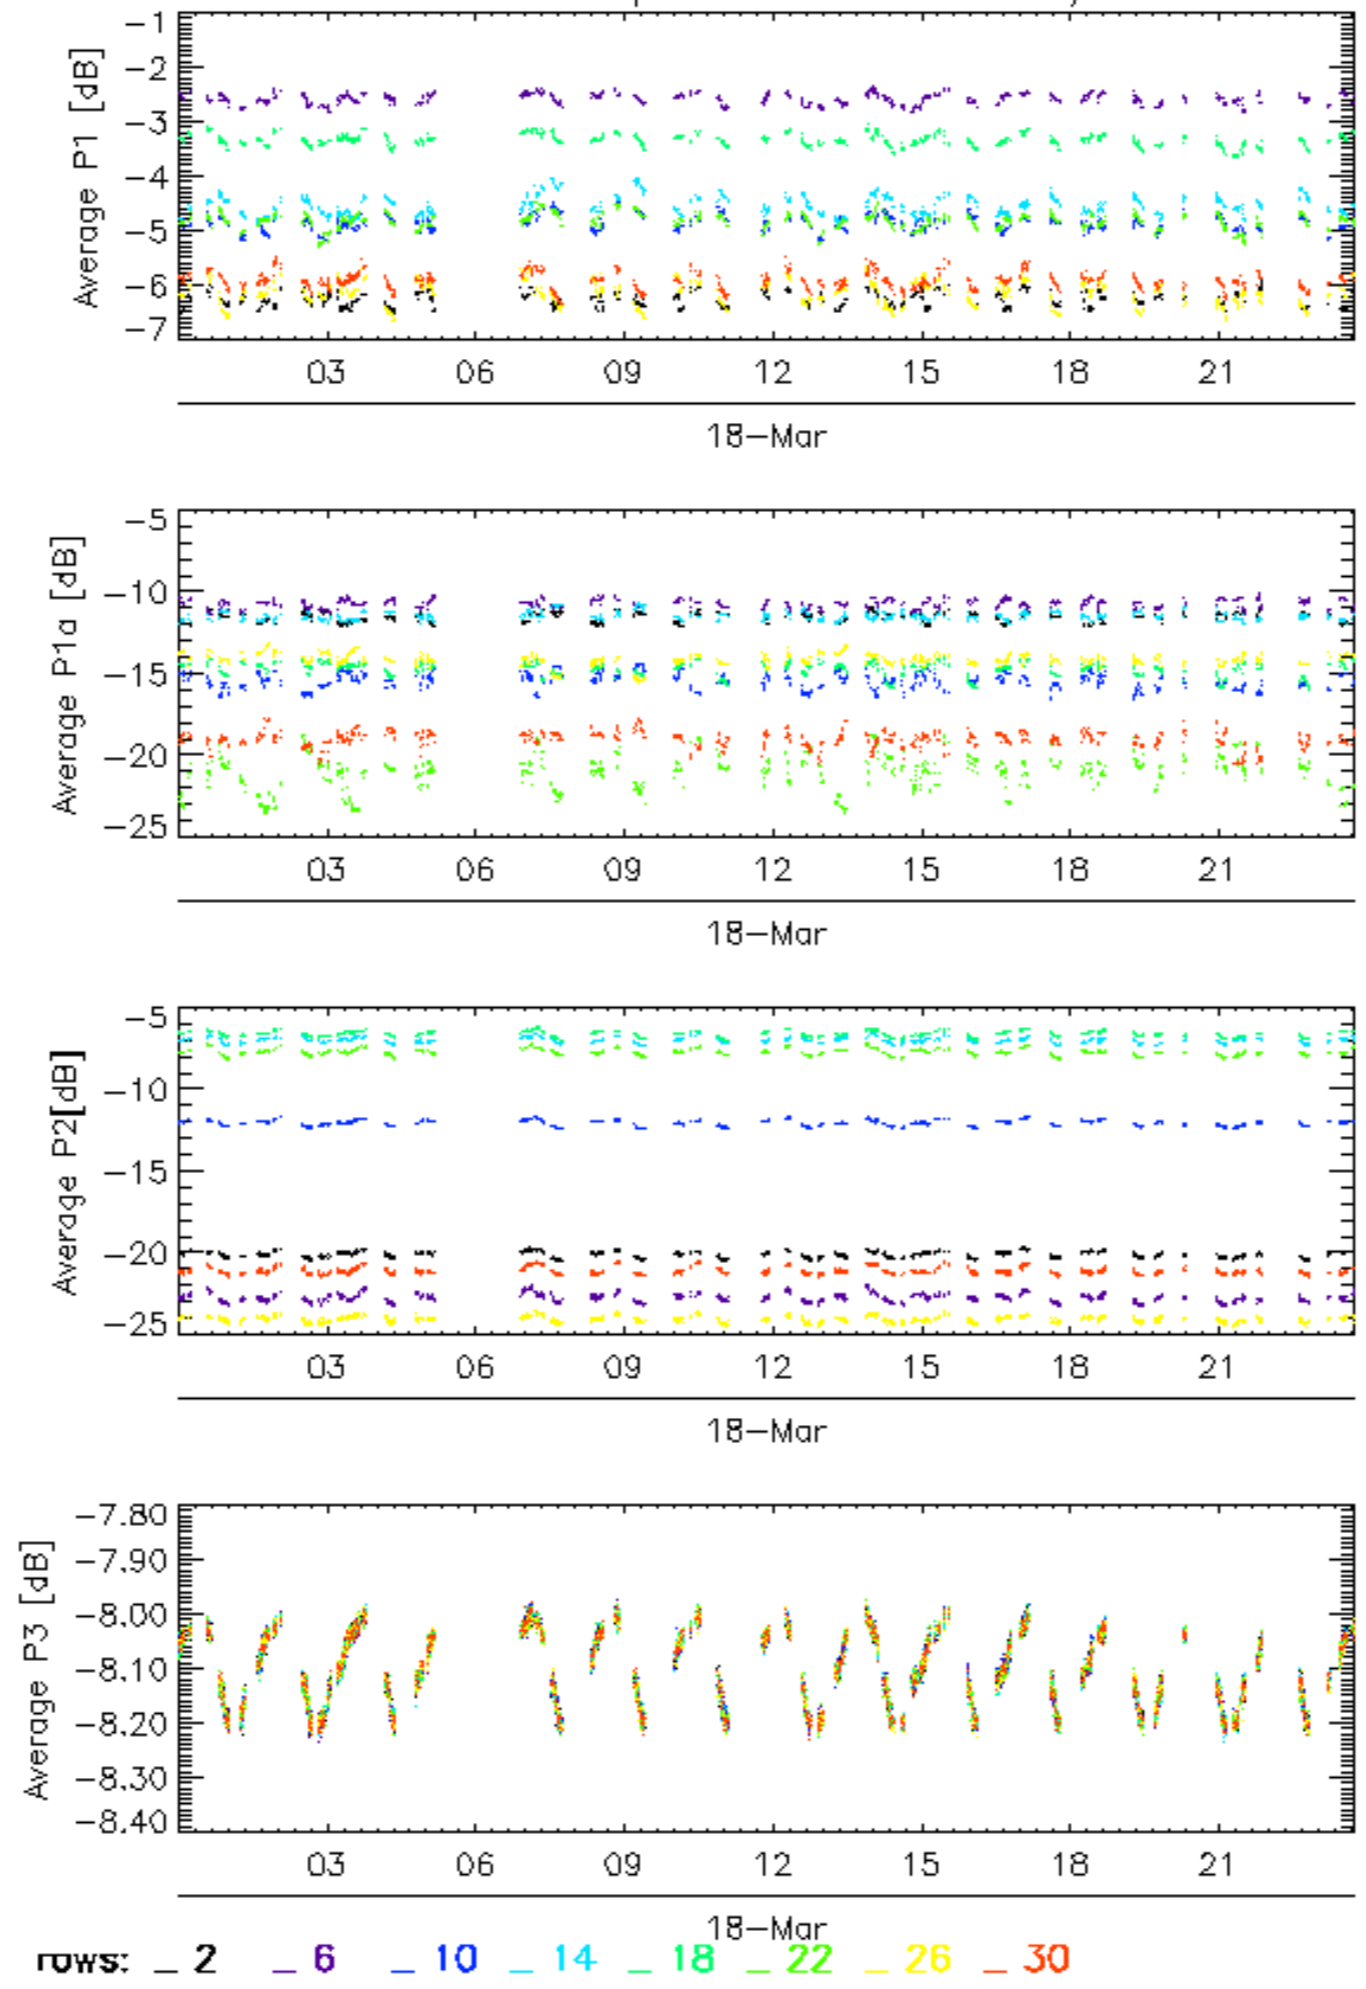 −1
−2
−3
−4
−5
−6
−7
Average P1 [dB]
03 06 09 12 15 18 21
18−Mar
−5
−10
−15
−20
−25
Average P1a [dB]
03 06 09 12 15 18 21
18−Mar
−5
−10
−15
−20
−25
Average P2[dB]
03 06 09 12 15 18 21
18−Mar
−7.80
−7.90
−8.00
−8.10
−8.20
−8.30
−8.40
Average P3 [dB]
03 06 09 12 15 18 21
18−Mar
rows: _ 2 _ 6 _ 10 _ 14 _ 18 _ 22 _ 26 _ 30